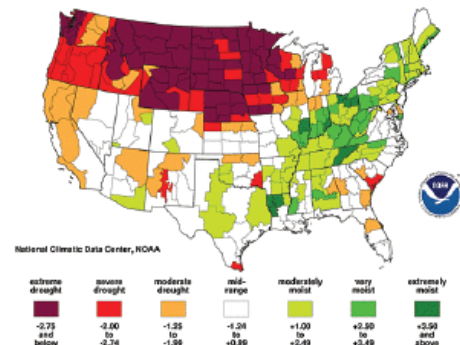 NOAA
National Climatic Data Center, NOAA
extreme drought
severe drought
moderate drought
mid-range
moderately moist
very moist
extremely moist
-2.75 and below
-2.00 to -2.74
-1.25 to -1.99
-1.24 to +0.99
+1.00 to +2.49
+2.50 to +3.49
+3.50 and above